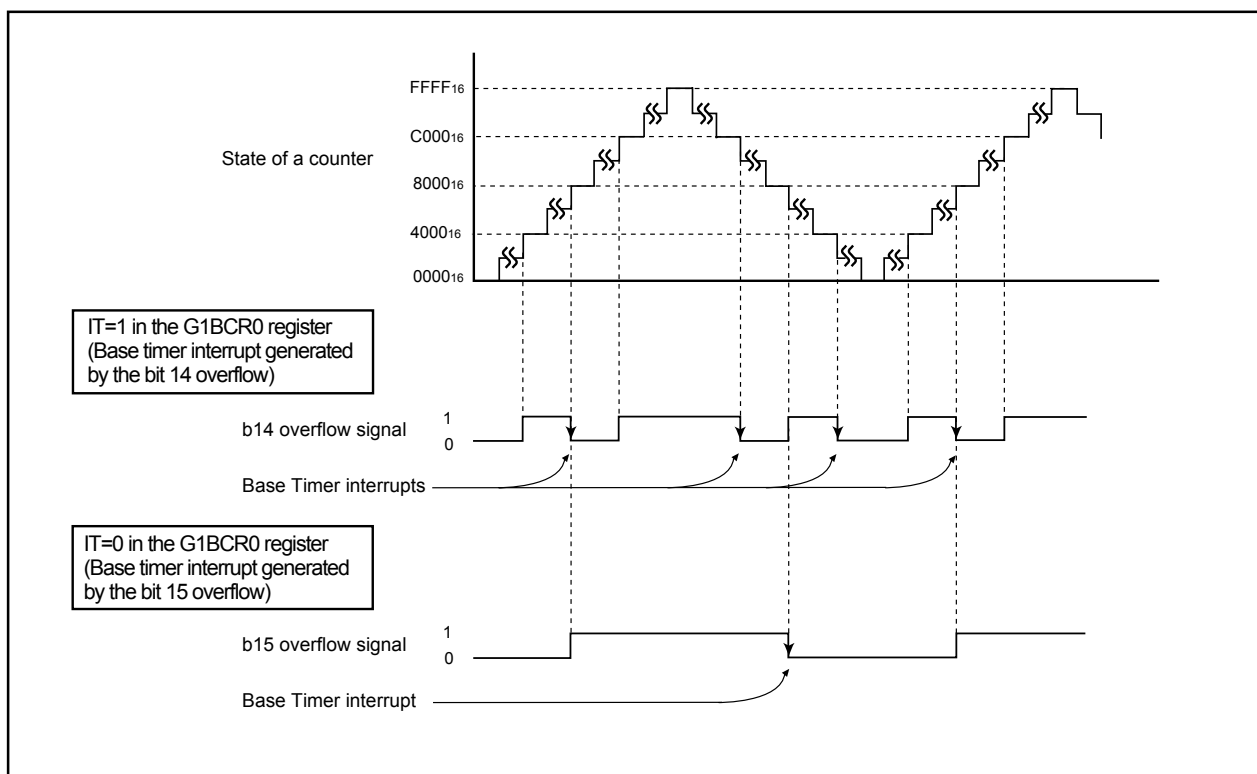 FFFF16
C00016
State of a counter
800016
400016
000016
IT=1 in the G1BCR0 register
(Base timer interrupt generated
by the bit 14 overflow)
1
b14 overflow signal
0
Base Timer interrupts
IT=0 in the G1BCR0 register
(Base timer interrupt generated
by the bit 15 overflow)
1
b15 overflow signal
0
Base Timer interrupt